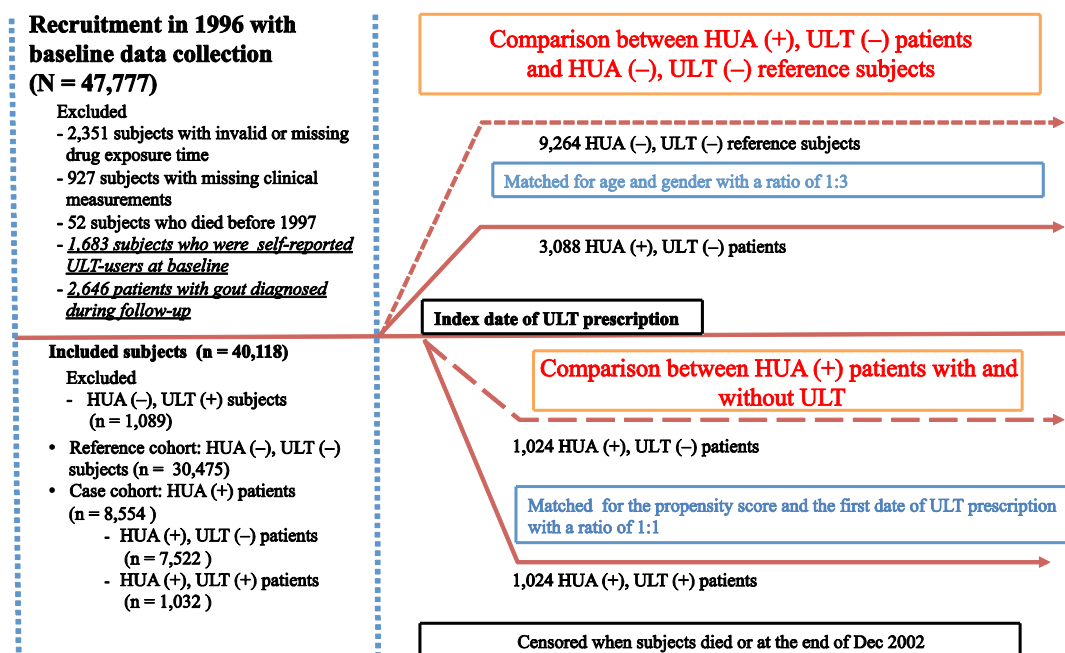 Recruitment in 1996 with
baseline data collection
(N = 47,777)
Excluded
- 2,351 subjects with invalid or missing
drug exposure time
- 927 subjects with missing clinical
measurements
- 52 subjects who died before 1997
- 1,683 subjects who were self-reported
ULT-users at baseline
- 2,646 patients with gout diagnosed
during follow-up
Included subjects (n = 40,118)
Excluded
- HUA (–), ULT (+) subjects
(n = 1,089)
• Reference cohort: HUA (–), ULT (–)
subjects (n = 30,475)
• Case cohort: HUA (+) patients
(n = 8,554 )
- HUA (+), ULT (–) patients
(n = 7,522 )
- HUA (+), ULT (+) patients
(n = 1,032 )
Comparison between HUA (+), ULT (–) patients
and HUA (–), ULT (–) reference subjects
9,264 HUA (–), ULT (–) reference subjects
Matched for age and gender with a ratio of 1:3
3,088 HUA (+), ULT (–) patients
Index date of ULT prescription
Comparison between HUA (+) patients with and
without ULT
1,024 HUA (+), ULT (–) patients
Matched for the propensity score and the first date of ULT prescription
with a ratio of 1:1
1,024 HUA (+), ULT (+) patients
Censored when subjects died or at the end of Dec 2002